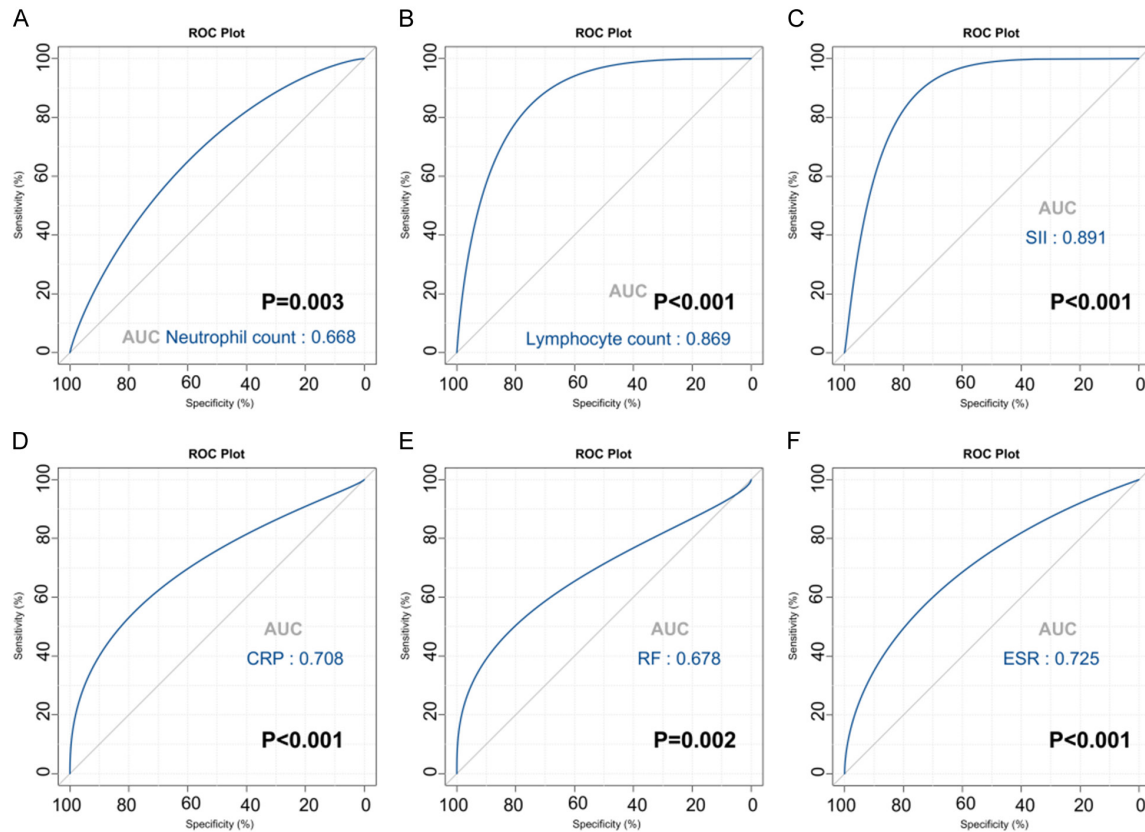 A
ROC Plot
Sensitivity (%)
100
80
60
40
20
0
P=0.003
AUC Neutrophil count : 0.668
100 80 60 40 20 0
Specificity (%)
B
ROC Plot
Sensitivity (%)
100
80
60
40
20
0
AUC P<0.001
Lymphocyte count : 0.869
100 80 60 40 20 0
Specificity (%)
C
ROC Plot
Sensitivity (%)
100
80
60
40
20
0
AUC
SII : 0.891
P<0.001
100 80 60 40 20 0
Specificity (%)
D
ROC Plot
Sensitivity (%)
100
80
60
40
20
0
AUC
CRP : 0.708
P<0.001
100 80 60 40 20 0
Specificity (%)
E
ROC Plot
Sensitivity (%)
100
80
60
40
20
0
AUC
RF : 0.678
P=0.002
100 80 60 40 20 0
Specificity (%)
F
ROC Plot
Sensitivity (%)
100
80
60
40
20
0
AUC
ESR : 0.725
P<0.001
100 80 60 40 20 0
Specificity (%)